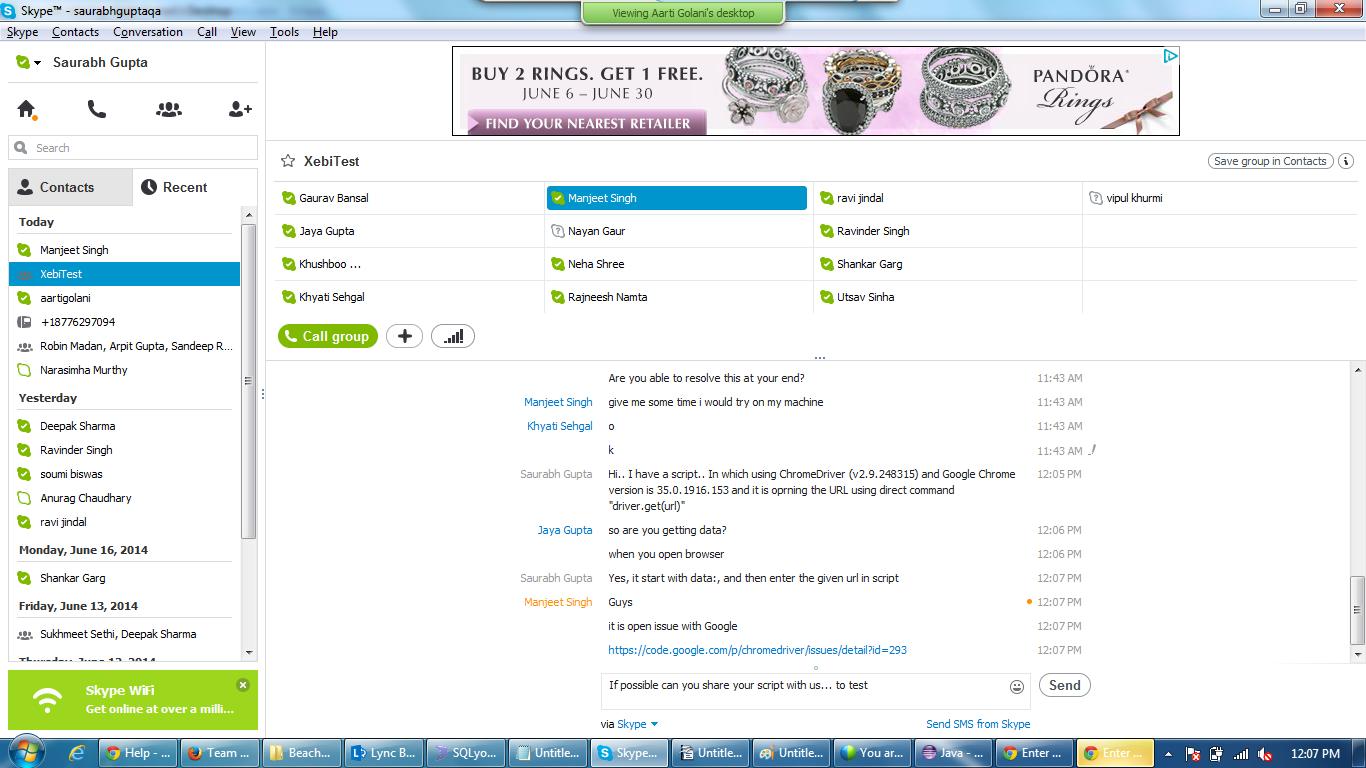 Skype™ - saurabhguptaqa
Viewing Aarti Golani's desktop
Skype Contacts Conversation Call View Tools Help
Saurabh Gupta
Search
Contacts
Recent
Today
Manjeet Singh
XebiTest
aartigolani
+18776297094
Robin Madan, Arpit Gupta, Sandeep R...
Narasimha Murthy
Yesterday
Deepak Sharma
Ravinder Singh
soumi biswas
Anurag Chaudhary
ravi jindal
Monday, June 16, 2014
Shankar Garg
Friday, June 13, 2014
Sukhmeet Sethi, Deepak Sharma
Thursday, June 12, 2014
Skype WiFi
Get online at over a milli...
BUY 2 RINGS. GET 1 FREE.
JUNE 6 – JUNE 30
FIND YOUR NEAREST RETAILER
PANDORA®
Rings
XebiTest
Save group in Contacts
Gaurav Bansal Manjeet Singh ravi jindal vipul khurmi
Jaya Gupta Nayan Gaur Ravinder Singh
Khushboo ... Neha Shree Shankar Garg
Khyati Sehgal Rajneesh Namta Utsav Sinha
Call group
Are you able to resolve this at your end? 11:43 AM
Manjeet Singh give me some time i would try on my machine 11:43 AM
Khyati Sehgal o 11:43 AM
k 11:43 AM
Saurabh Gupta Hi.. I have a script.. In which using ChromeDriver (v2.9.248315) and Google Chrome 12:05 PM
version is 35.0.1916.153 and it is oprning the URL using direct command
"driver.get(url)"
Jaya Gupta so are you getting data? 12:06 PM
when you open browser 12:06 PM
Saurabh Gupta Yes, it start with data:, and then enter the given url in script 12:07 PM
Manjeet Singh Guys 12:07 PM
it is open issue with Google 12:07 PM
https://code.google.com/p/chromedriver/issues/detail?id=293 12:07 PM
If possible can you share your script with us... to test
Send
via Skype
Send SMS from Skype
Help - ... Team ... Beach... Lync B... SQLyo... Untitle... Skype... Untitle... Untitle... You ar... Java - ... Enter ... Enter ... 12:07 PM